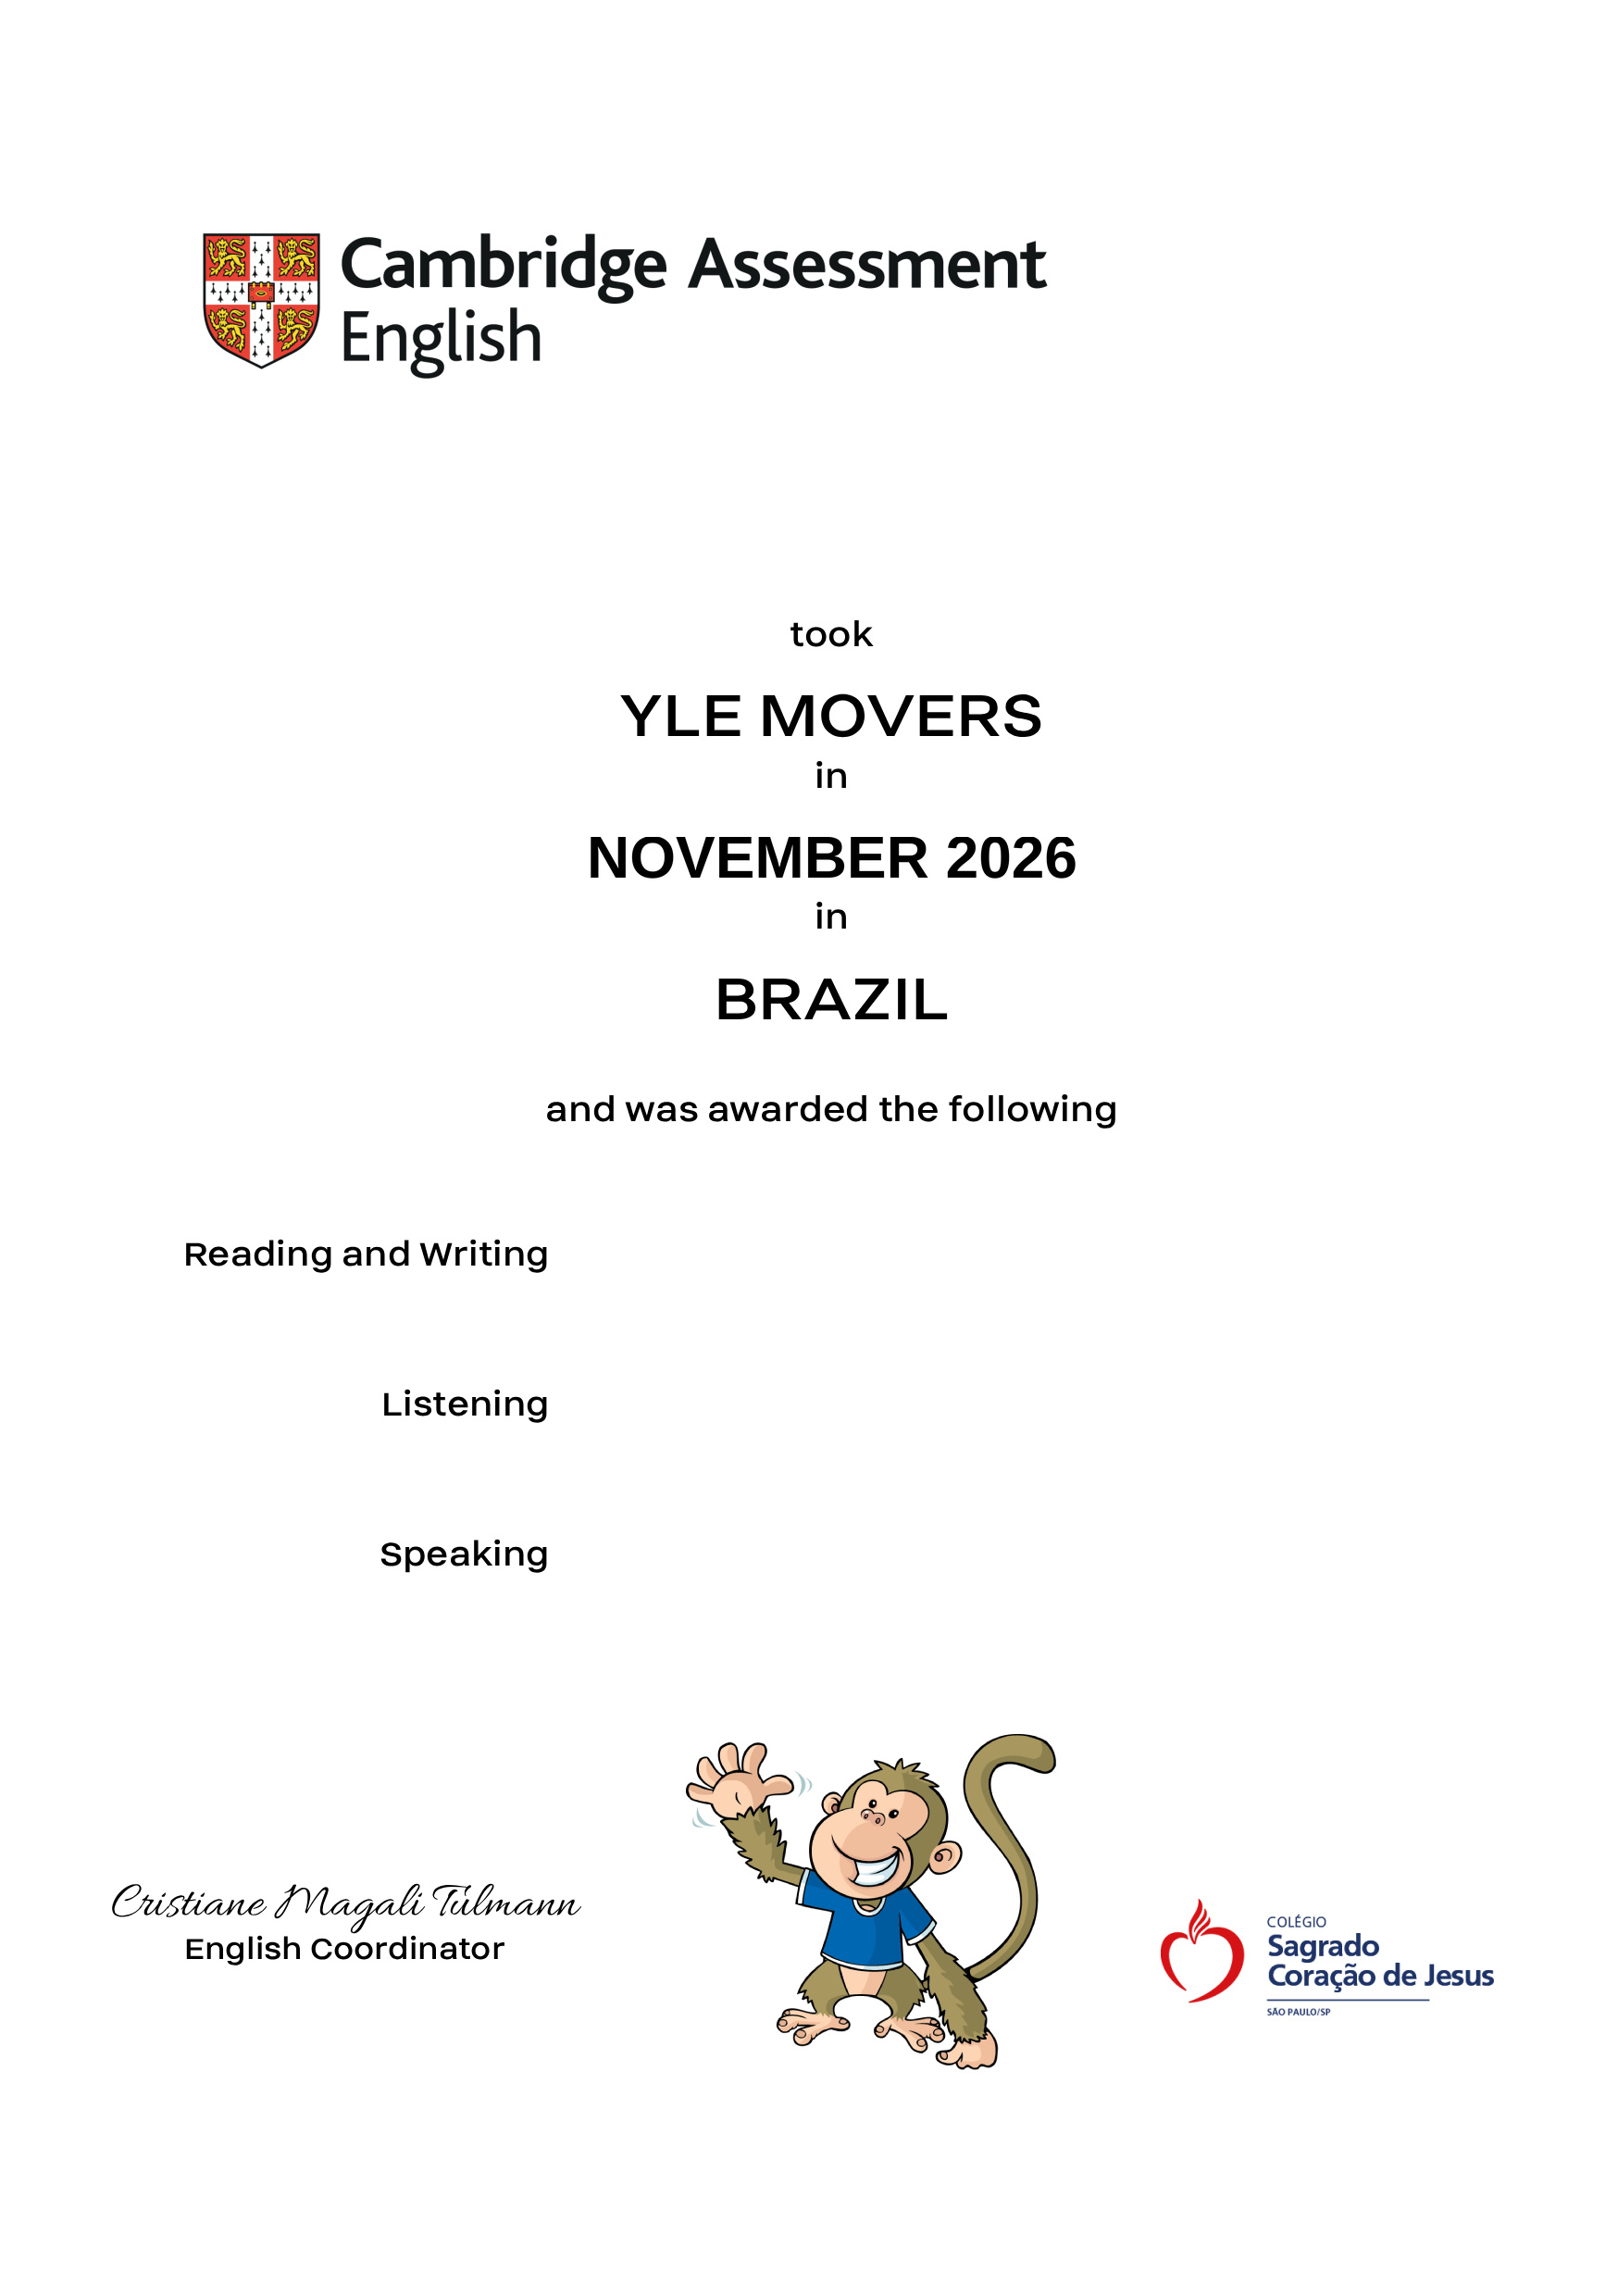 Cambridge Assessment
English
took
YLE MOVERS
in
NOVEMBER 2026
in
BRAZIL
and was awarded the following
Reading and Writing
Listening
Speaking
Cristiane Magali Tulmann
English Coordinator
COLÉGIO
Sagrado
Coração de Jesus
SÃO PAULO/SP